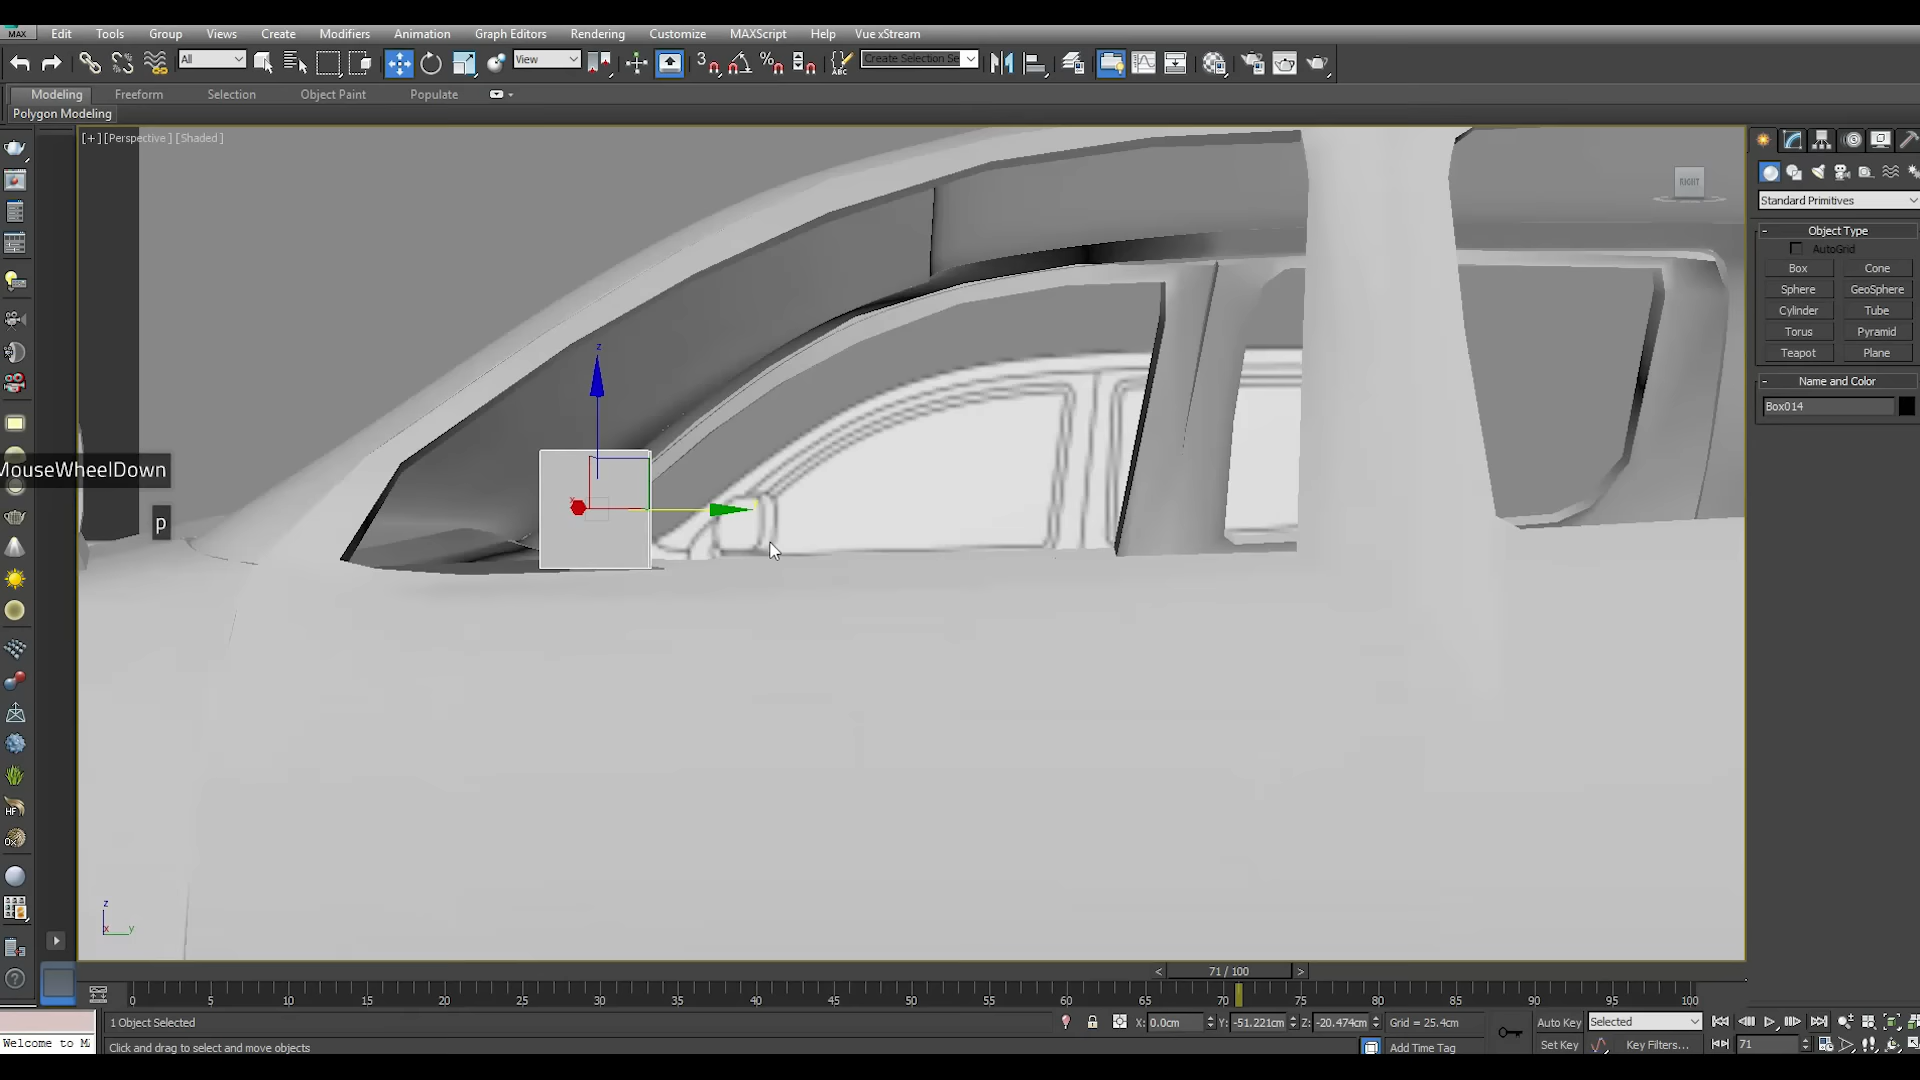 MAX Edit Tools Group Views Create Modifiers Animation Graph Editors Rendering Customize MAXScript Help Vue xStream
All View Create Selection Se
Modeling Freeform Selection Object Paint Populate
Polygon Modeling
[+] [Perspective] [Shaded]
RIGHT
Standard Primitives
- Object Type
AutoGrid
Box Cone
Sphere GeoSphere
Cylinder Tube
Torus Pyramid
Teapot Plane
- Name and Color
Box014
MouseWheelDown
p
z
x
z
x y
< 71 / 100 >
0 5 10 15 20 25 30 35 40 45 50 55 60 65 70 75 80 85 90 95 100
1 Object Selected X: 0.0cm Y: -51.221cm Z: -20.474cm Grid = 25.4cm Auto Key Selected
Welcome to Click and drag to select and move objects Add Time Tag Set Key Key Filters... 71